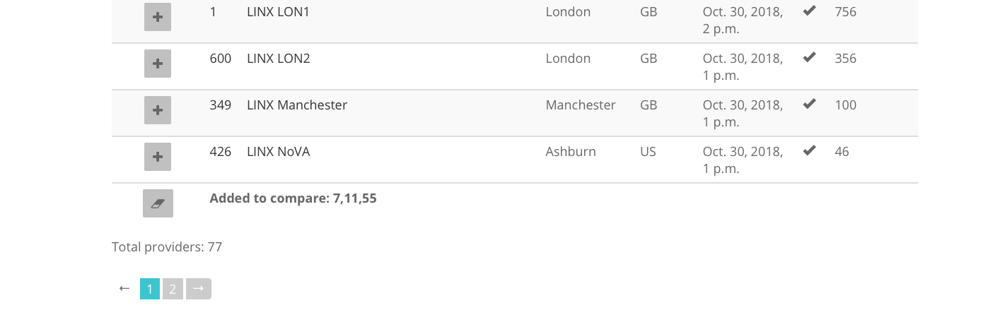 1 LINX LON1 London GB Oct. 30, 2018, 756
2 p.m.
600 LINX LON2 London GB Oct. 30, 2018, 356
1 p.m.
349 LINX Manchester Manchester GB Oct. 30, 2018, 100
1 p.m.
426 LINX NoVA Ashburn US Oct. 30, 2018, 46
1 p.m.
Added to compare: 7,11,55
Total providers: 77
← 1 2 →